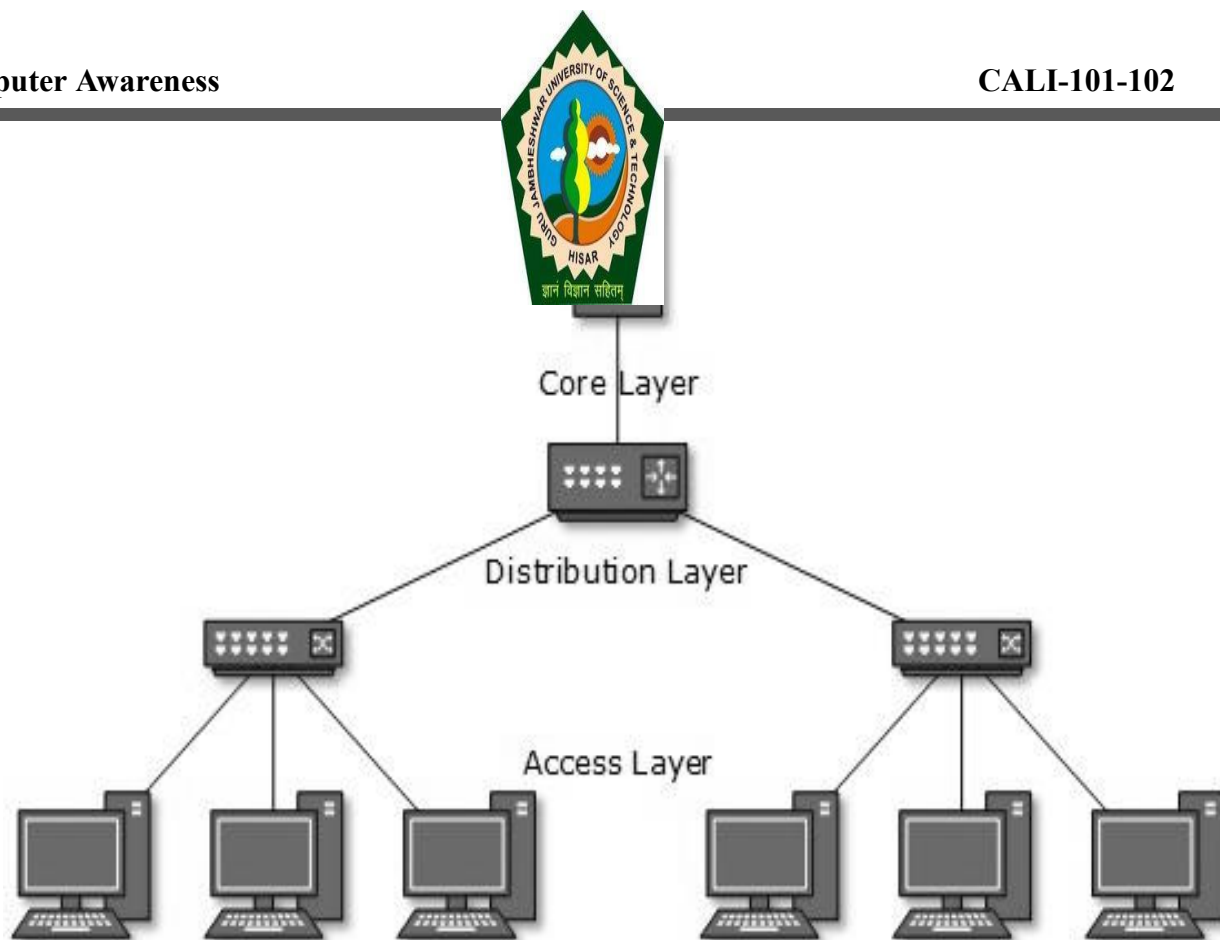 puter Awareness
CALI-101-102
GURU JAMBHESHWAR UNIVERSITY OF SCIENCE & TECHNOLOGY
HISAR
ज्ञानं विज्ञान सहितम्
Core Layer
Distribution Layer
Access Layer